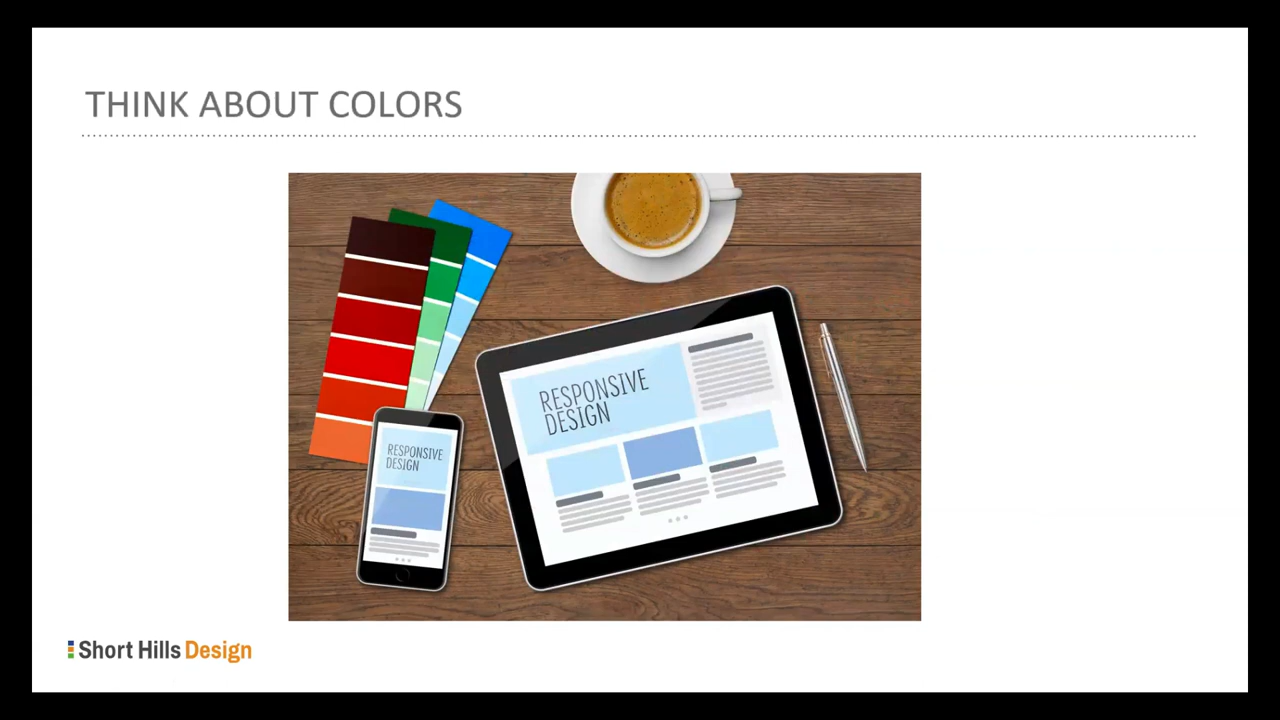 THINK ABOUT COLORS
RESPONSIVE
DESIGN
RESPONSIVE
DESIGN
Short Hills Design